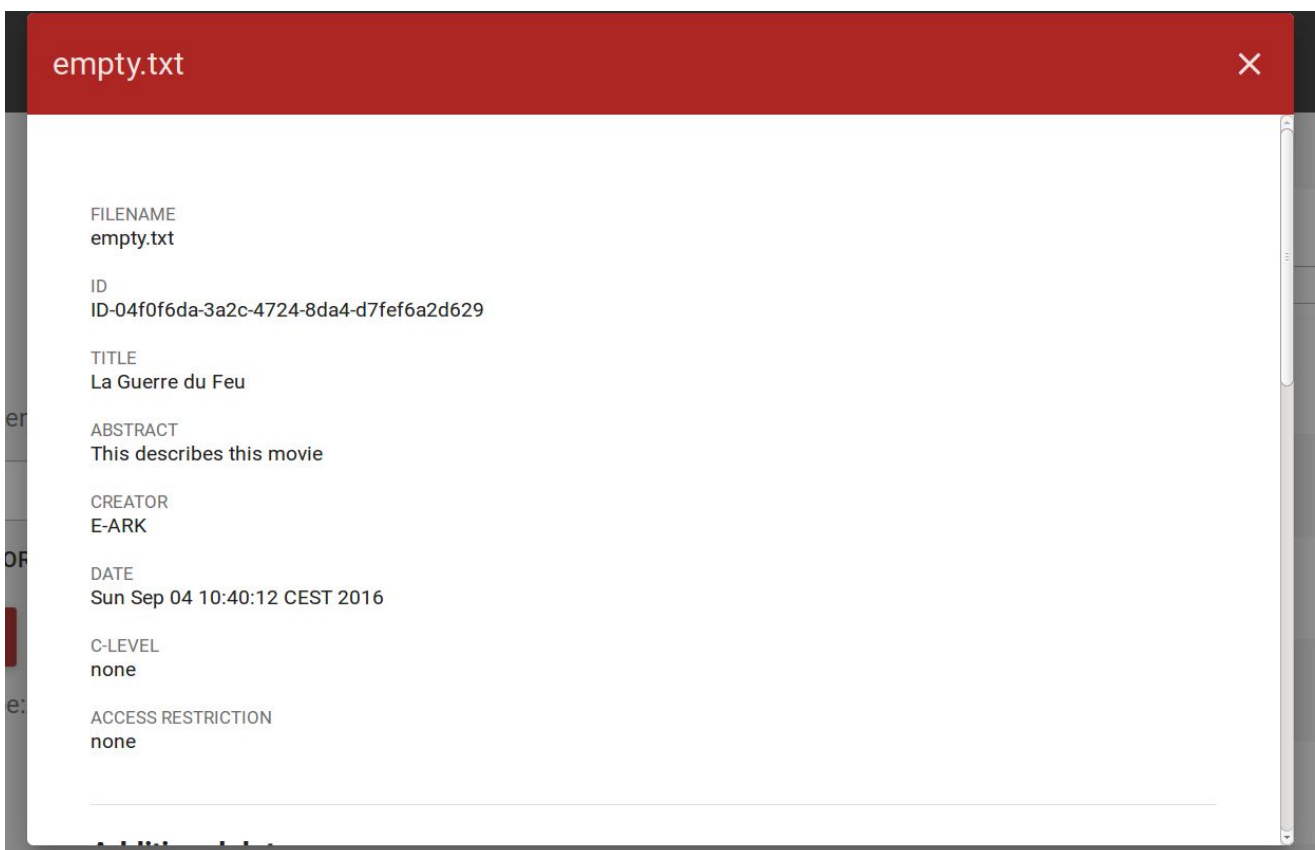 empty.txt
FILENAME
empty.txt
ID
ID-04f0f6da-3a2c-4724-8da4-d7fef6a2d629
TITLE
La Guerre du Feu
ABSTRACT
This describes this movie
CREATOR
E-ARK
DATE
Sun Sep 04 10:40:12 CEST 2016
C-LEVEL
none
ACCESS RESTRICTION
none